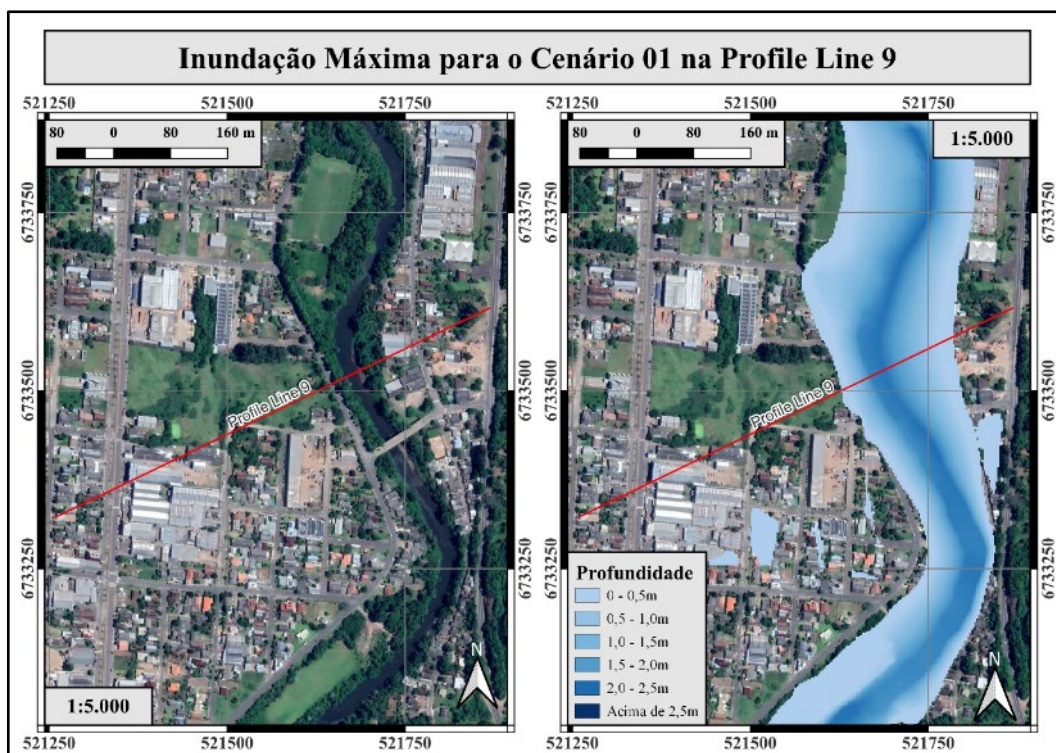 Inundação Máxima para o Cenário 01 na Profile Line 9
521250 521500 521750
80 0 80 160 m
6733750 6733500 6733250
Profile Line 9
N
1:5.000
521250 521500 521750
521250 521500 521750
80 0 80 160 m
1:5.000
6733750 6733500 6733250
Profile Line 9
Profundidade
0 - 0,5m
0,5 - 1,0m
1,0 - 1,5m
1,5 - 2,0m
2,0 - 2,5m
Acima de 2,5m
N
521250 521500 521750